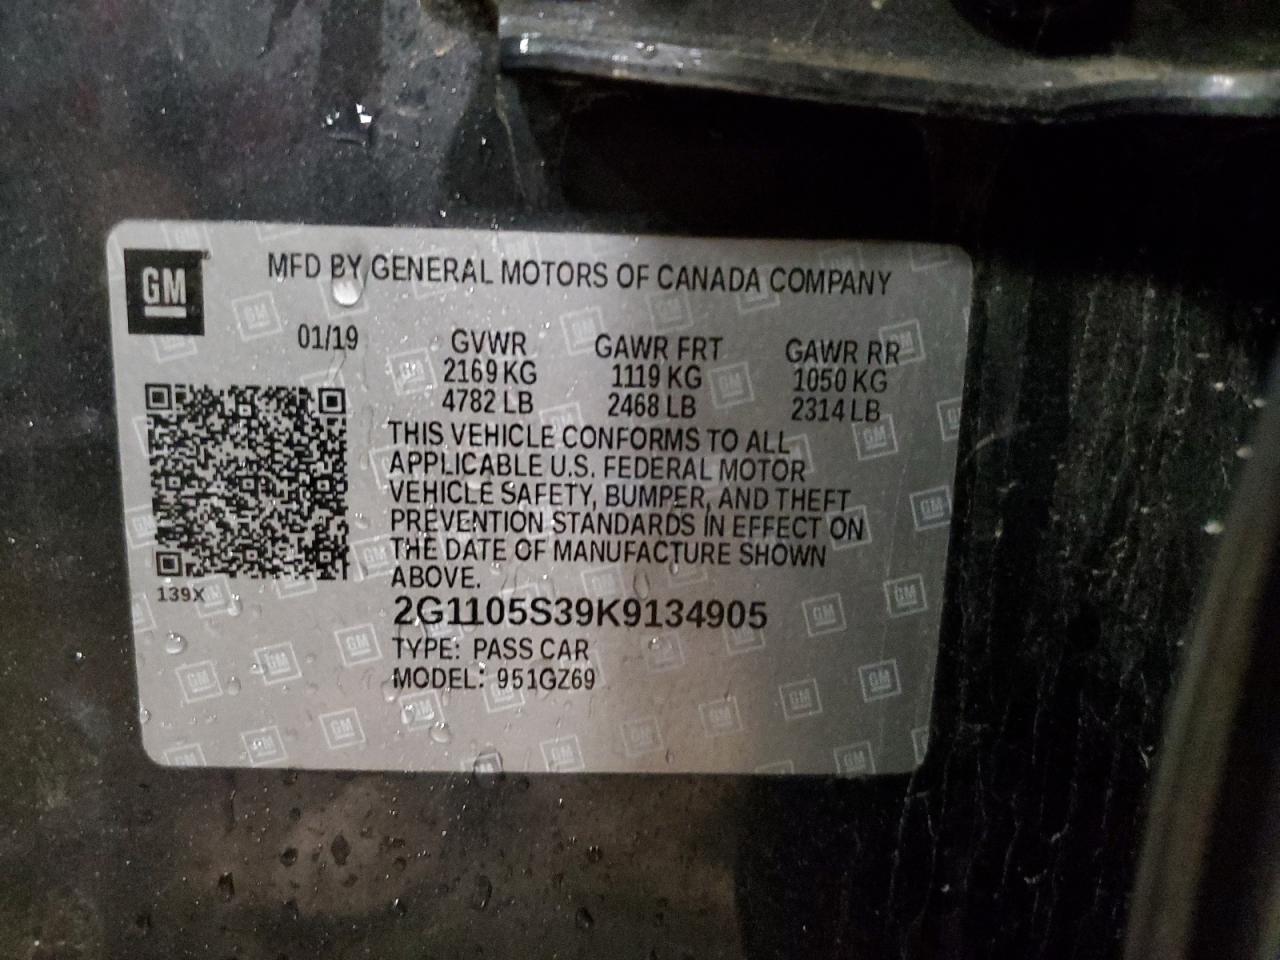 GM
MFD BY GENERAL MOTORS OF CANADA COMPANY
01/19
GVWR GAWR FRT GAWR RR
2169 KG 1119 KG 1050 KG
4782 LB 2468 LB 2314 LB
THIS VEHICLE CONFORMS TO ALL
APPLICABLE U.S. FEDERAL MOTOR
VEHICLE SAFETY, BUMPER, AND THEFT
PREVENTION STANDARDS IN EFFECT ON
THE DATE OF MANUFACTURE SHOWN
ABOVE.
139X
2G1105S39K9134905
TYPE: PASS CAR
MODEL: 951GZ69